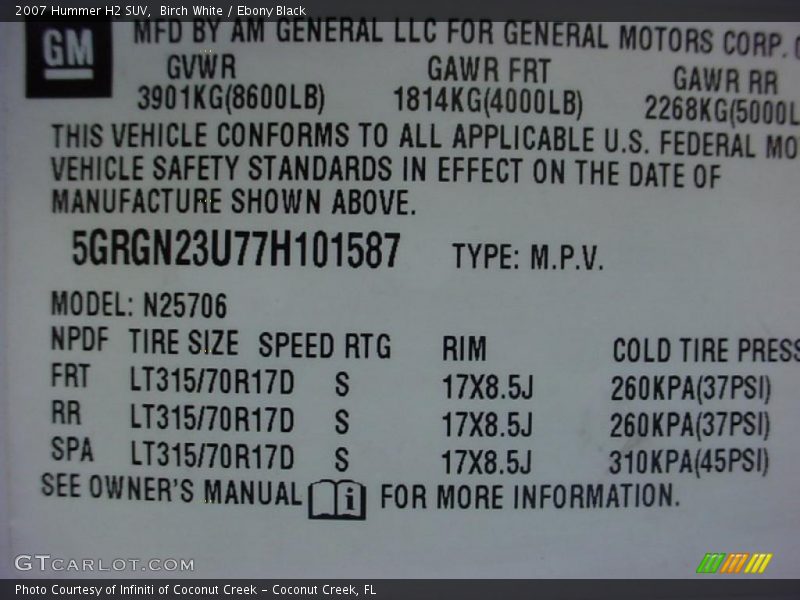 2007 Hummer H2 SUV,  Birch White / Ebony Black
GM
MFD BY AM GENERAL LLC FOR GENERAL MOTORS CORP.
GVWR GAWR FRT GAWR RR
3901KG(8600LB) 1814KG(4000LB) 2268KG(5000L
THIS VEHICLE CONFORMS TO ALL APPLICABLE U.S. FEDERAL MO
VEHICLE SAFETY STANDARDS IN EFFECT ON THE DATE OF
MANUFACTURE SHOWN ABOVE.
5GRGN23U77H101587 TYPE: M.P.V.
MODEL: N25706
NPDF TIRE SIZE SPEED RTG RIM COLD TIRE PRESS
FRT LT315/70R17D S 17X8.5J 260KPA(37PSI)
RR LT315/70R17D S 17X8.5J 260KPA(37PSI)
SPA LT315/70R17D S 17X8.5J 310KPA(45PSI)
SEE OWNER'S MANUAL i FOR MORE INFORMATION.
GTCARLOT.COM
Photo Courtesy of Infiniti of Coconut Creek – Coconut Creek, FL